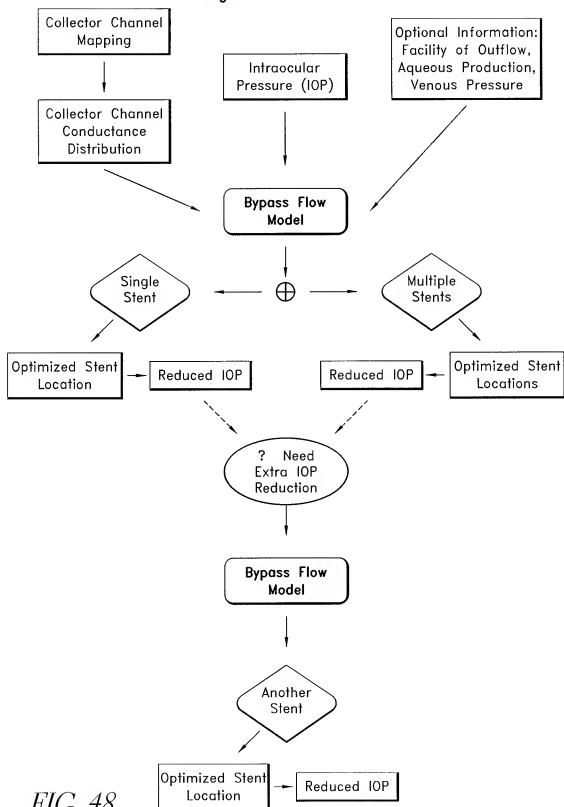 Collector Channel
Mapping
Intraocular
Pressure (IOP)
Optional Information:
Facility of Outflow,
Aqueous Production,
Venous Pressure
Collector Channel
Conductance
Distribution
Bypass Flow
Model
Single
Stent
Multiple
Stents
Optimized Stent
Location
Reduced IOP
Reduced IOP
Optimized Stent
Locations
? Need
Extra IOP
Reduction
Bypass Flow
Model
Another
Stent
Optimized Stent
Location
Reduced IOP
FIG. 48